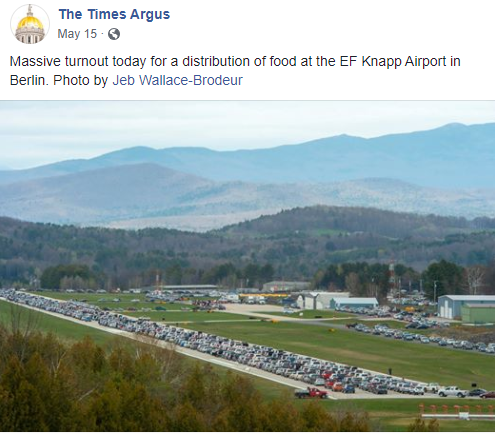 The Times Argus
May 15 ·
Massive turnout today for a distribution of food at the EF Knapp Airport in
Berlin. Photo by Jeb Wallace-Brodeur